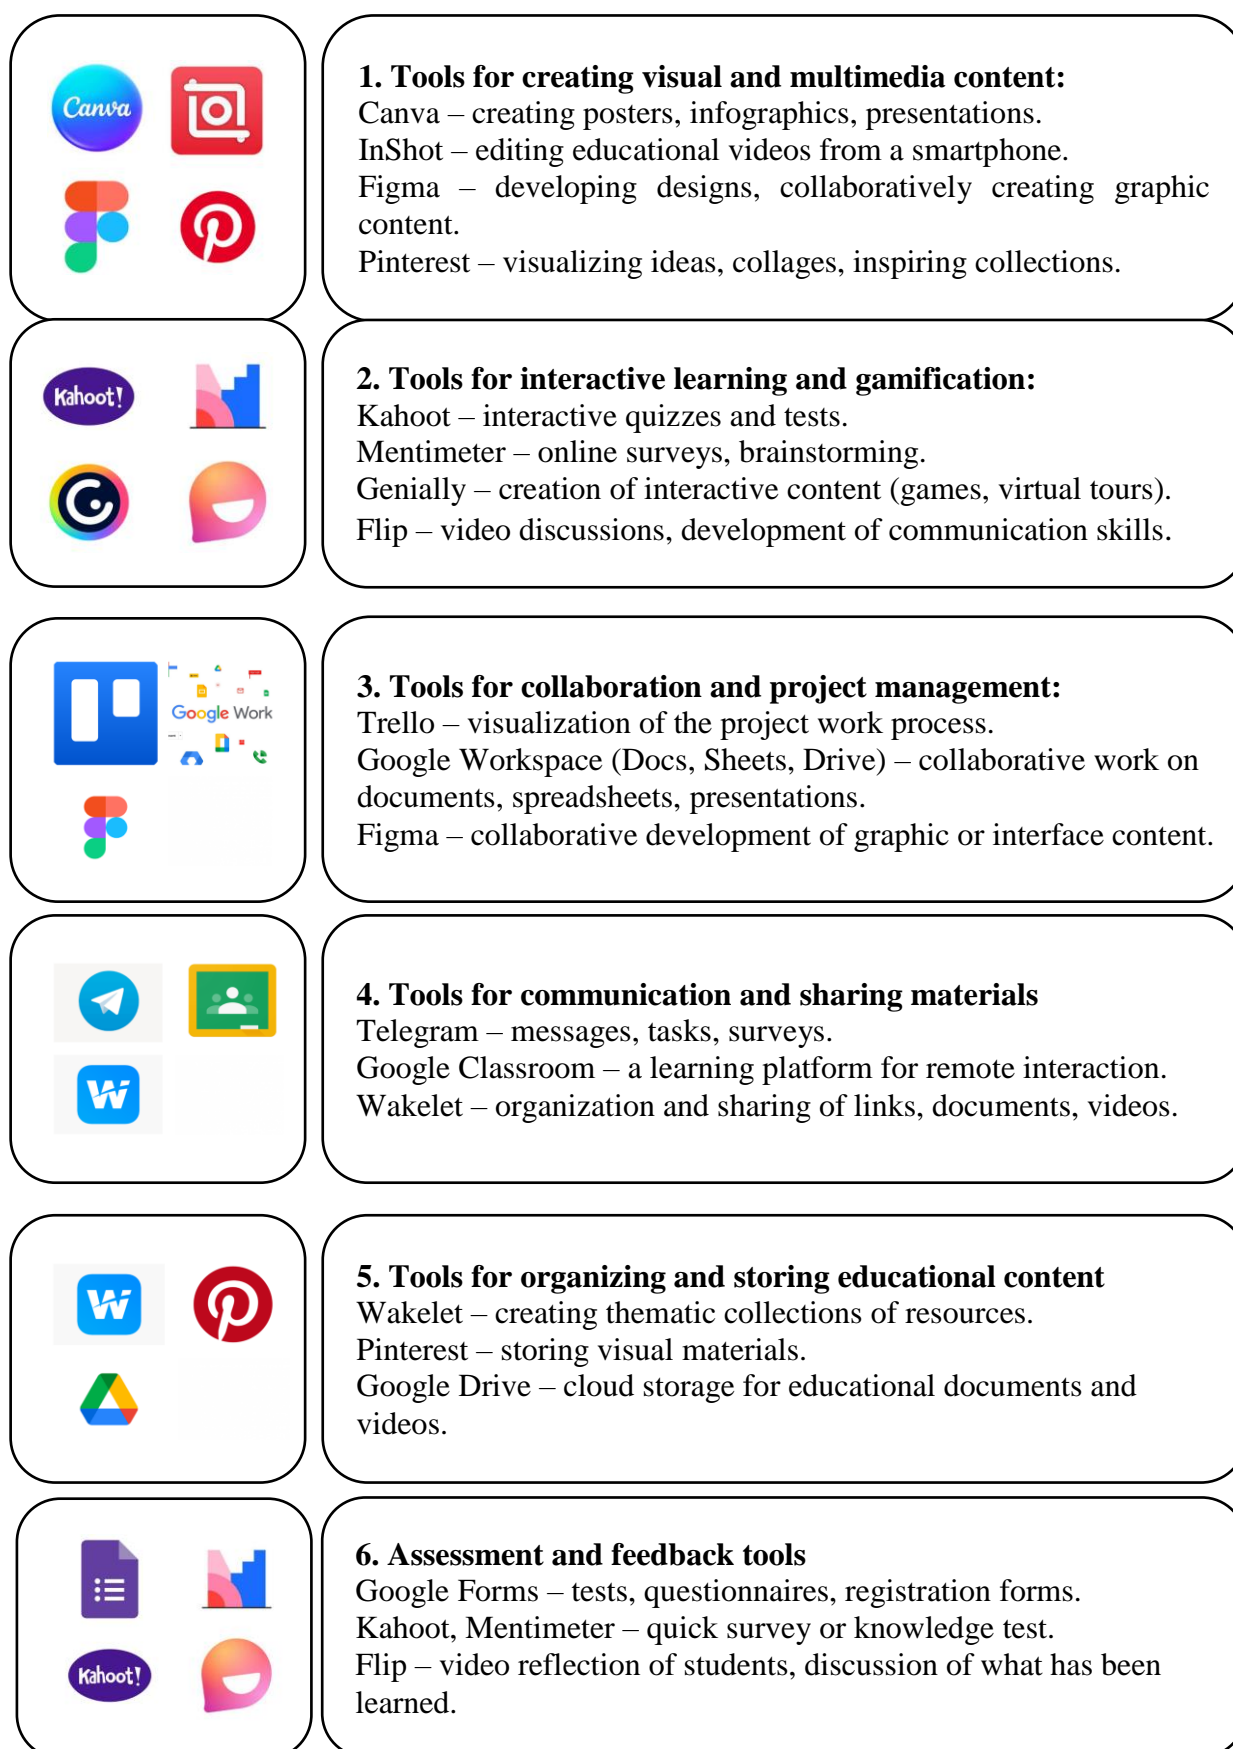 Canva
1. Tools for creating visual and multimedia content:
Canva – creating posters, infographics, presentations.
InShot – editing educational videos from a smartphone.
Figma – developing designs, collaboratively creating graphic
content.
Pinterest – visualizing ideas, collages, inspiring collections.
Kahoot!
2. Tools for interactive learning and gamification:
Kahoot – interactive quizzes and tests.
Mentimeter – online surveys, brainstorming.
Genially – creation of interactive content (games, virtual tours).
Flip – video discussions, development of communication skills.
Google Work
3. Tools for collaboration and project management:
Trello – visualization of the project work process.
Google Workspace (Docs, Sheets, Drive) – collaborative work on
documents, spreadsheets, presentations.
Figma – collaborative development of graphic or interface content.
4. Tools for communication and sharing materials
Telegram – messages, tasks, surveys.
Google Classroom – a learning platform for remote interaction.
Wakelet – organization and sharing of links, documents, videos.
5. Tools for organizing and storing educational content
Wakelet – creating thematic collections of resources.
Pinterest – storing visual materials.
Google Drive – cloud storage for educational documents and
videos.
Kahoot!
6. Assessment and feedback tools
Google Forms – tests, questionnaires, registration forms.
Kahoot, Mentimeter – quick survey or knowledge test.
Flip – video reflection of students, discussion of what has been
learned.